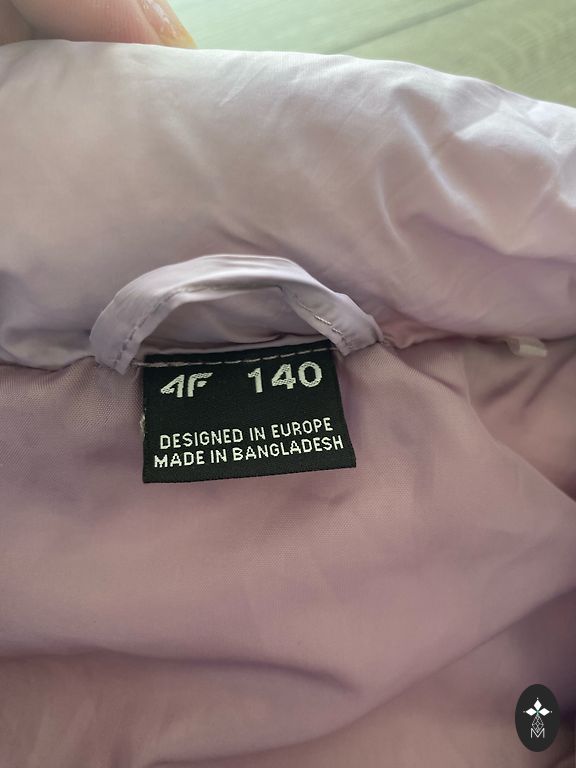 4F 140
DESIGNED IN EUROPE
MADE IN BANGLADESH
M